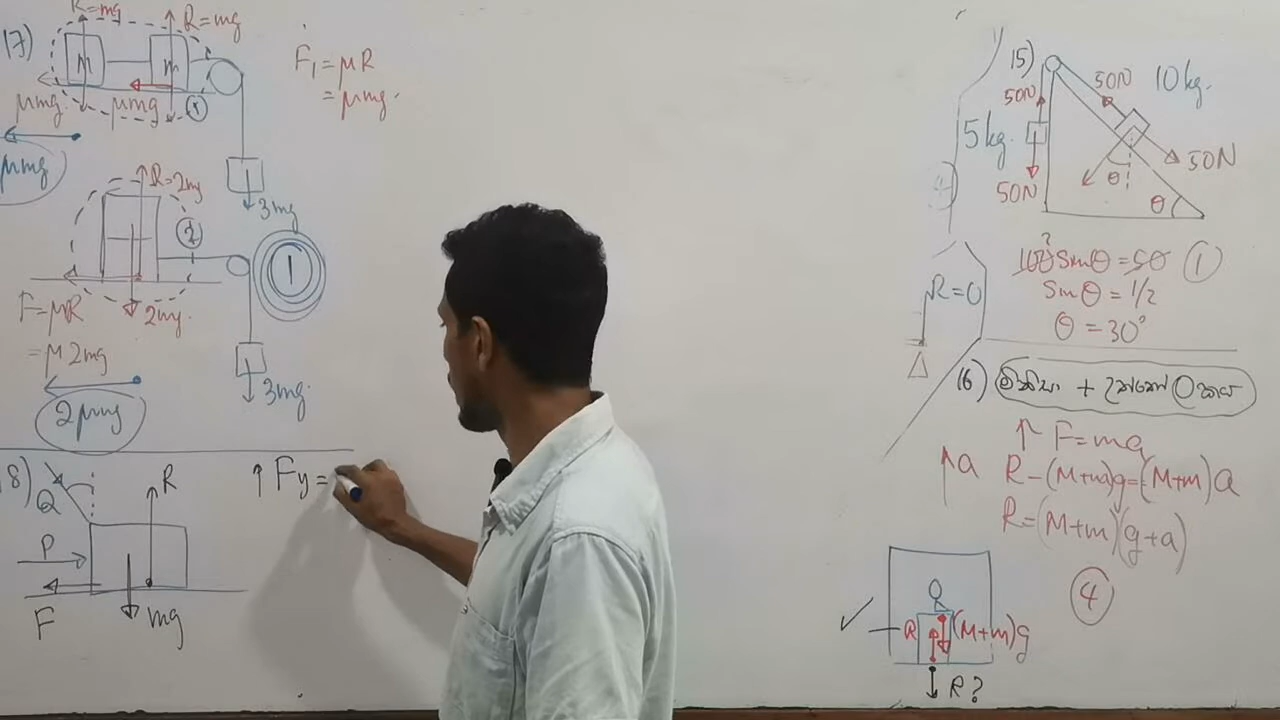 17)
R=mg
R=mg
m
m
μmg
μmg
①
μmg
3mg
F₁ = μR
= μmg.
R=2mg
②
①
F=μR
2mg
= μ2mg
3mg
2μmg
18)
Q
R
P
F
mg
↑ Fy =
15)
50N
50N
10kg.
5kg.
50N
50N
θ
θ
100 Sinθ = 50
2
①
Sinθ = 1/2
θ = 30°
R=0
16)
↑ F=ma
↑a R-(M+m)g=(M+m)a
R=(M+m)(g+a)
④
R
(M+m)g
R?